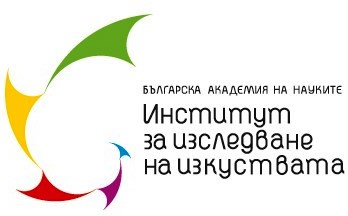 БЪЛГАРСКА АКАДЕМИЯ НА НАУКИТЕ
Институт
за изследване
на изкуствата